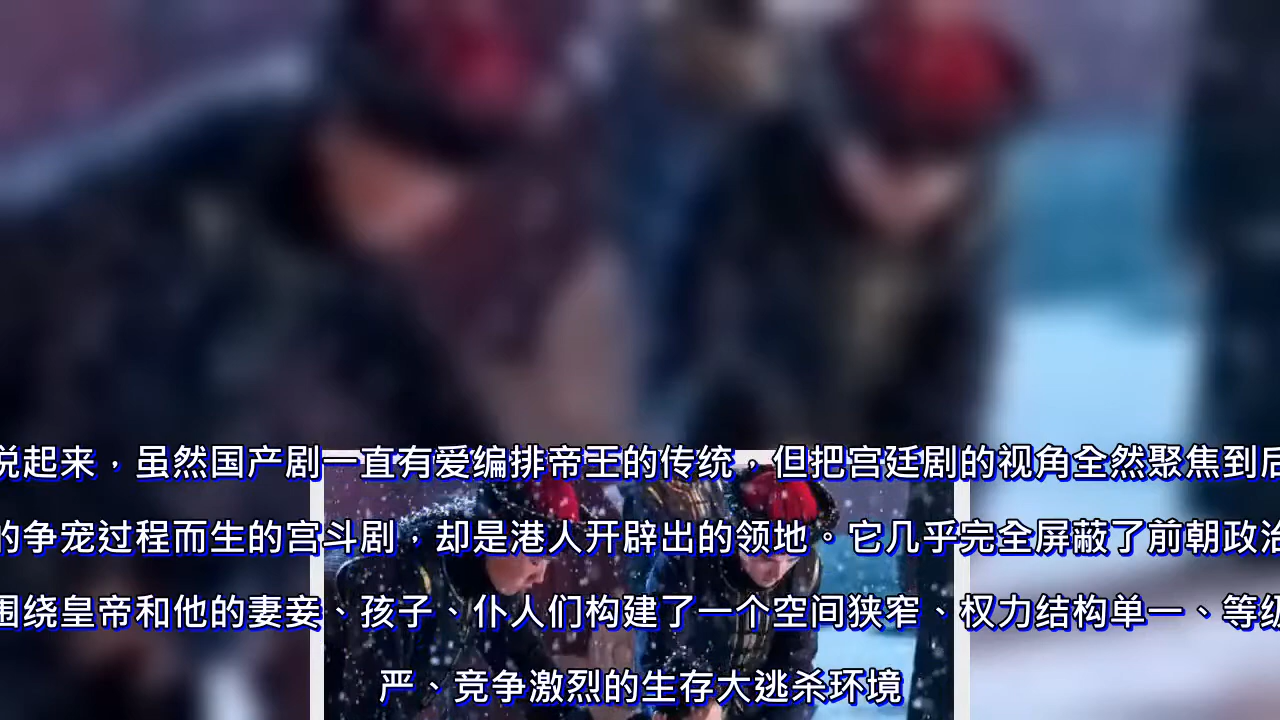 说起来，虽然国产剧一直有爱编排帝王的传统，但把宫廷剧的视角全然聚焦到后
的争宠过程而生的宫斗剧，却是港人开辟出的领地。它几乎完全屏蔽了前朝政治
围绕皇帝和他的妻妾、孩子、仆人们构建了一个空间狭窄、权力结构单一、等级
严、竞争激烈的生存大逃杀环境